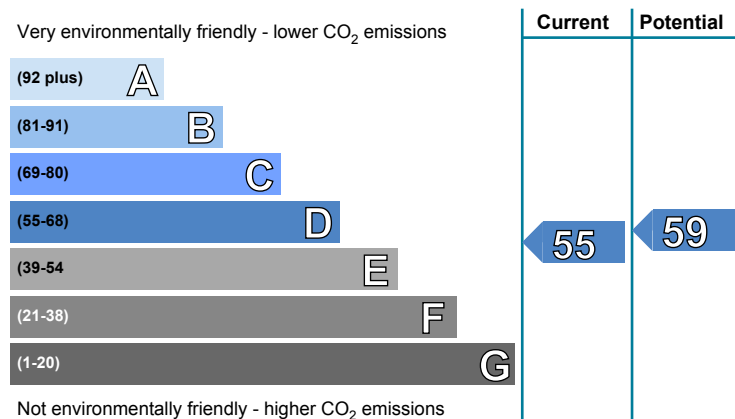 Very environmentally friendly - lower CO₂ emissions
Current
Potential
(92 plus) A
(81-91) B
(69-80) C
(55-68) D
55
59
(39-54 E
(21-38) F
(1-20) G
Not environmentally friendly - higher CO₂ emissions